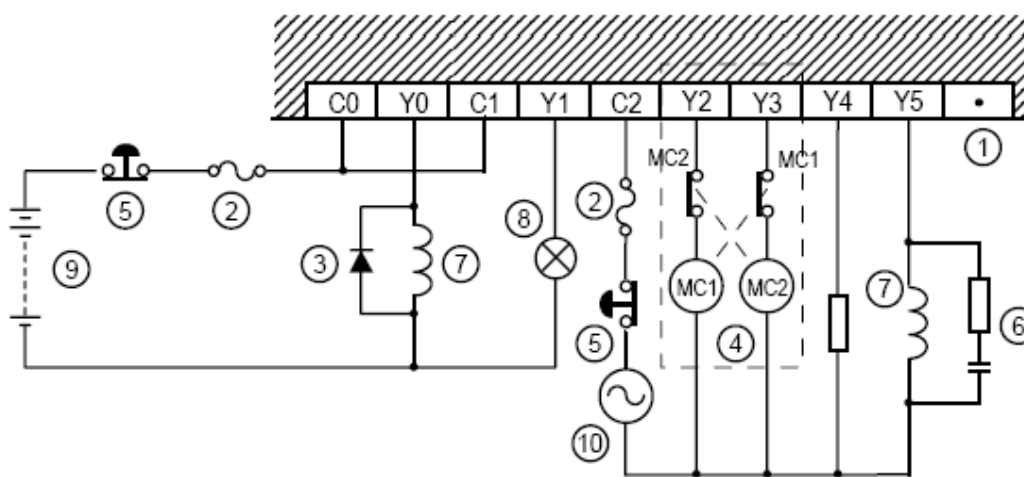 C0 Y0 C1 Y1 C2 Y2 Y3 Y4 Y5 •
①
MC2 MC1
⑤ ② ② ⑧
⑨ ③ ⑦ MC1 MC2 ⑦ ⑥
⑤ ④
⑩